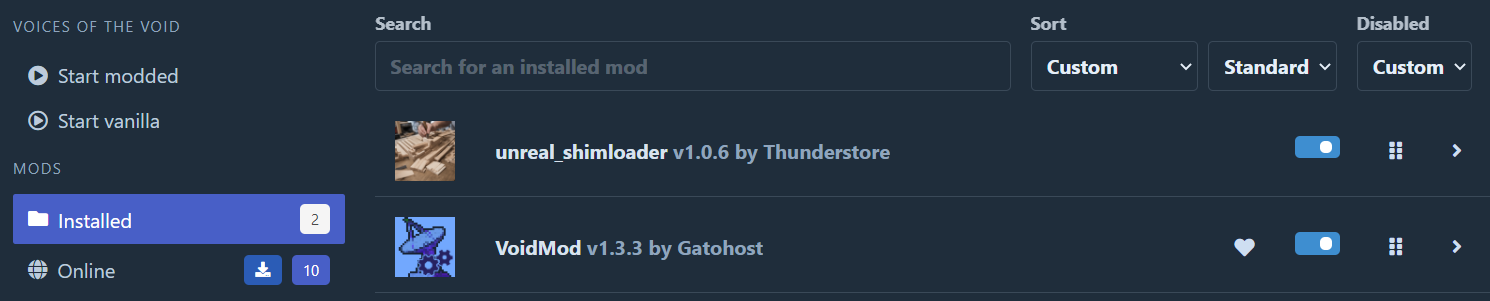 VOICES OF THE VOID
Start modded
Start vanilla
MODS
Installed 2
Online 10
Search
Search for an installed mod
Sort
Custom
Standard
Disabled
Custom
unreal_shimloader v1.0.6 by Thunderstore
VoidMod v1.3.3 by Gatohost